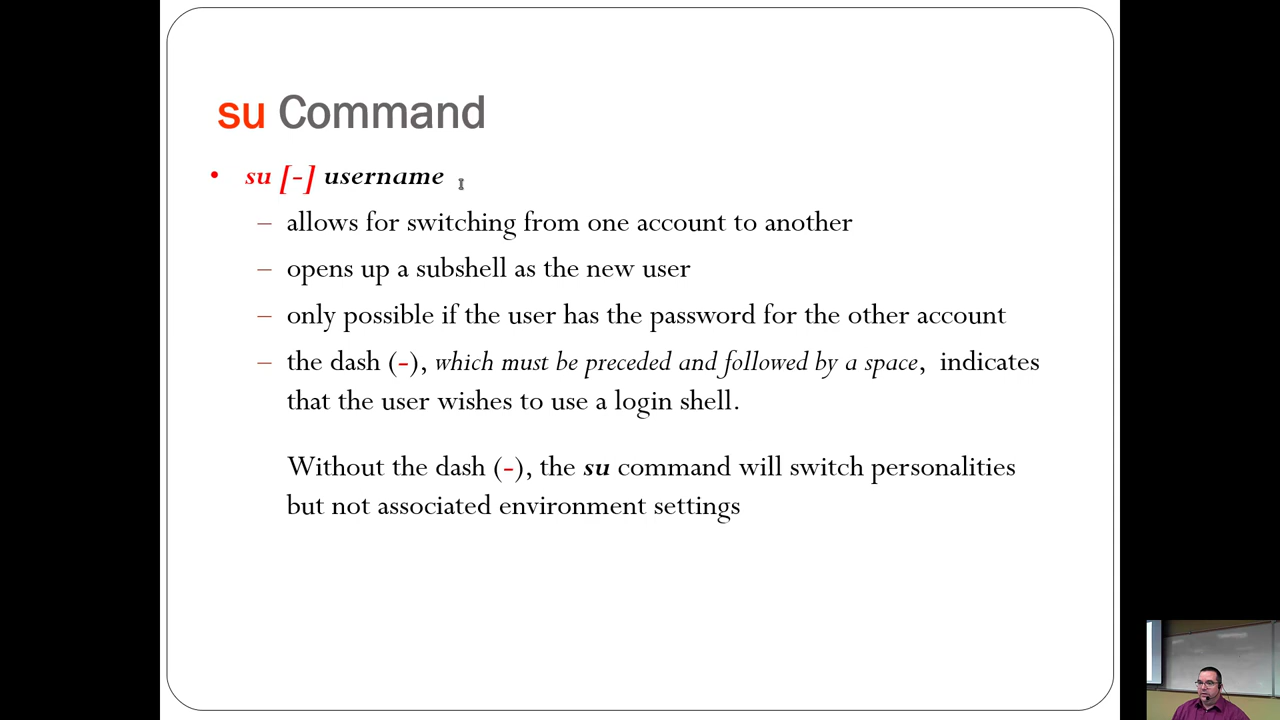 su Command
• su [-] username
– allows for switching from one account to another
– opens up a subshell as the new user
– only possible if the user has the password for the other account
– the dash (-), which must be preceded and followed by a space, indicates
that the user wishes to use a login shell.
Without the dash (-), the su command will switch personalities
but not associated environment settings